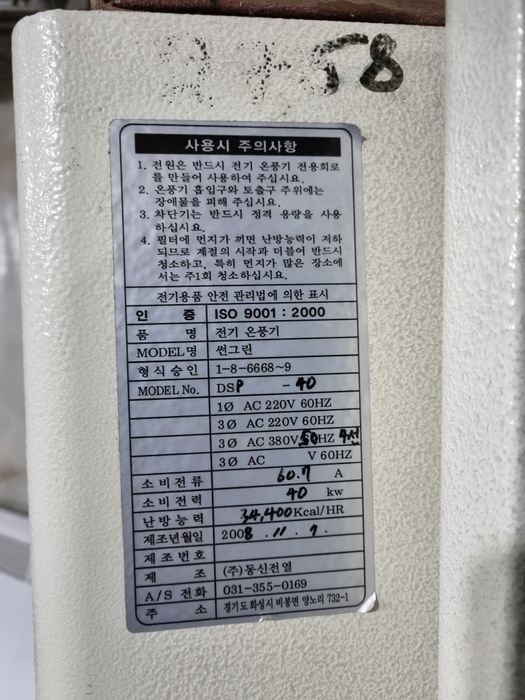 2758
사용시 주의사항
1. 전원은 반드시 전기 온풍기 전용회로
를 만들어 사용하여 주십시요.
2. 온풍기 흡입구와 토출구 주위에는
장애물을 피해 주십시요.
3. 차단기는 반드시 정격 용량을 사용
하십시요.
4. 필터에 먼지가 끼면 난방능력이 저하
되므로 계절의 시작과 더불어 반드시
청소하고, 특히 먼지가 많은 장소에
서는 주1회 청소하십시요.
전기용품 안전 관리법에 의한 표시
인 증 ISO 9001 : 2000
품 명 전기 온풍기
MODEL명 썬그린
형식승인 1-8-6668~9
MODEL No. DSP - 40
1Ø AC 220V 60HZ
3Ø AC 220V 60HZ
3Ø AC 380V 60HZ 4선
3Ø AC V 60HZ
소비전류 60.7 A
소비전력 40 kw
난방능력 34,400Kcal/HR
제조년월일 2008 . 11 . 7 .
제조번호
제 조 (주)동신전열
A/S 전화 031-355-0169
주 소 경기도 화성시 비봉면 양노리 732-1